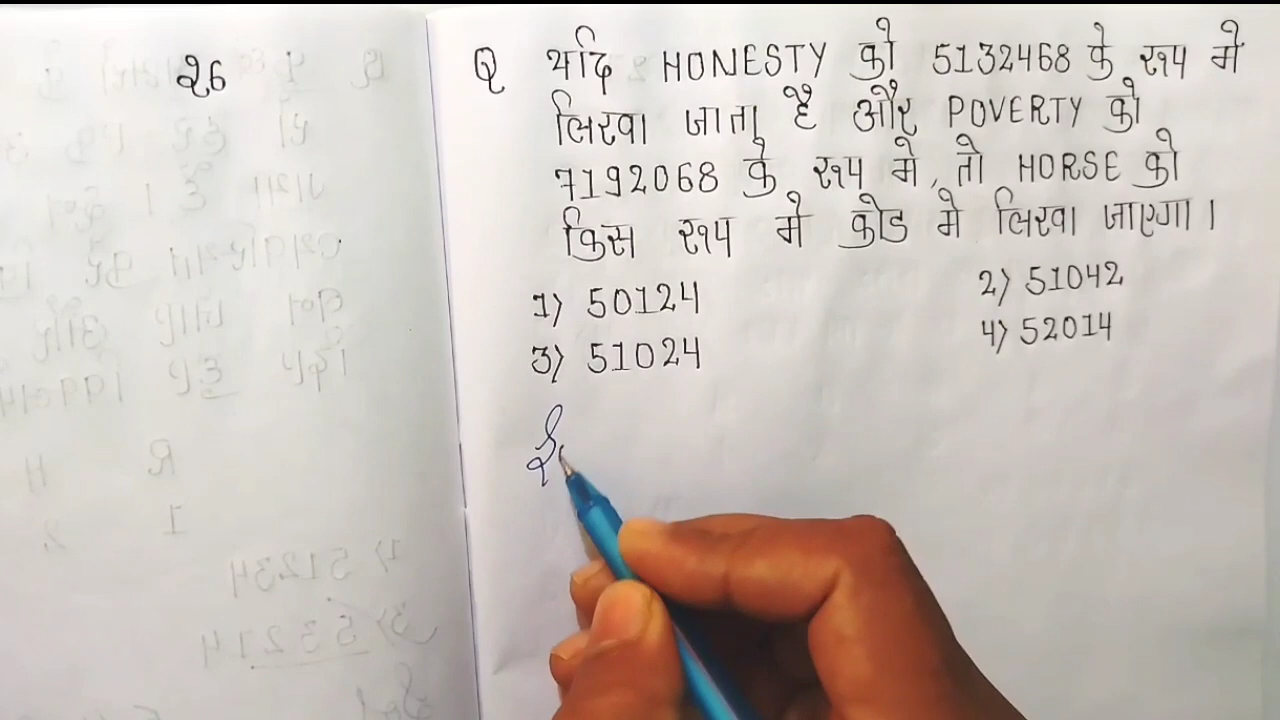 26
Q यदि HONESTY को 5132468 के रूप मे
लिखा जाता है और POVERTY को
7192068 के रूप मे, तो HORSE को
किस रूप मे कोड मे लिखा जाएगा।
1) 50124 2) 51042
3) 51024 4) 52014